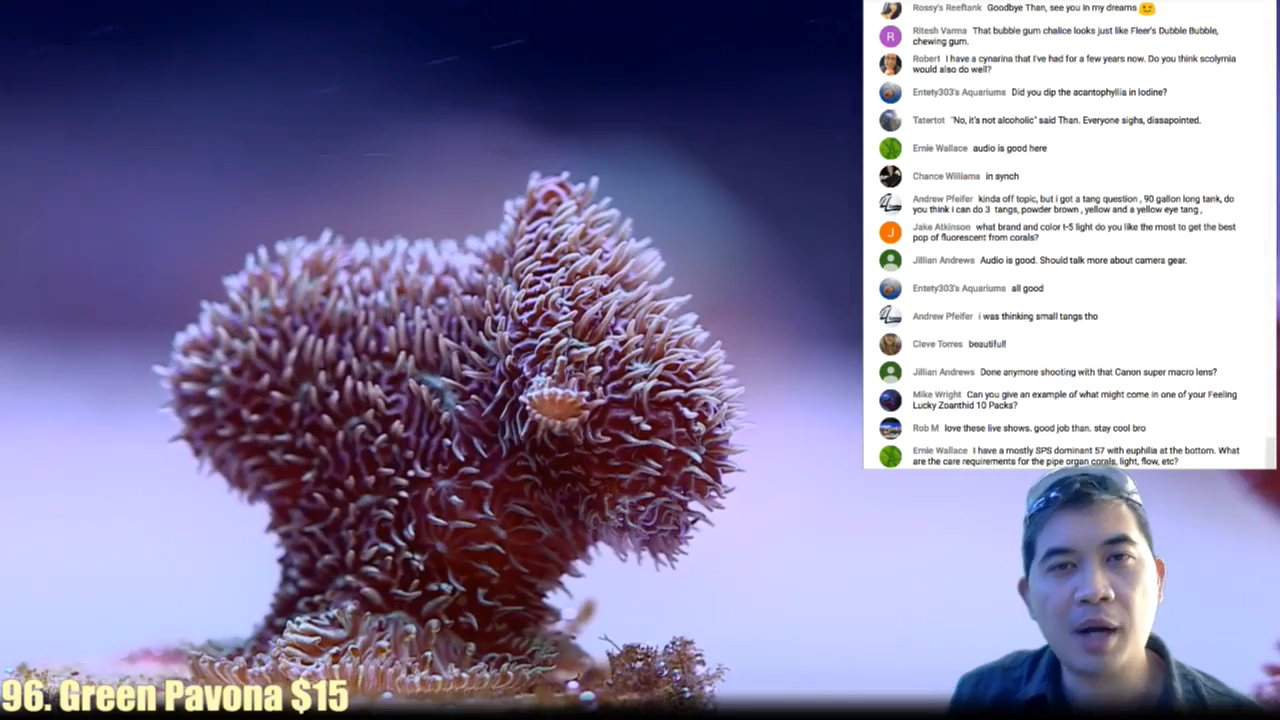 Rossy's Reeftank Goodbye Than, see you in my dreams
R
Ritesh Varma That bubble gum chalice looks just like Fleer's Dubble Bubble,
chewing gum.
Robert I have a cynarina that I've had for a few years now. Do you think scolymia
would also do well?
Entety303's Aquariums Did you dip the acantophyllia in Iodine?
Tatertot "No, it's not alcoholic" said Than. Everyone sighs, dissapointed.
Ernie Wallace audio is good here
Chance Williams in synch
Andrew Pfeifer kinda off topic, but i got a tang question , 90 gallon long tank, do
you think I can do 3 tangs, powder brown , yellow and a yellow eye tang ,
J
Jake Atkinson what brand and color t-5 light do you like the most to get the best
pop of fluorescent from corals?
Jillian Andrews Audio is good. Should talk more about camera gear.
Entety303's Aquariums all good
Andrew Pfeifer i was thinking small tangs tho
Cleve Torres beautiful!
Jillian Andrews Done anymore shooting with that Canon super macro lens?
Mike Wright Can you give an example of what might come in one of your Feeling
Lucky Zoanthid 10 Packs?
Rob M love these live shows. good job than. stay cool bro
Ernie Wallace I have a mostly SPS dominant 57 with euphilia at the bottom. What
are the care requirements for the pipe organ corals, light, flow, etc?
96. Green Pavona $15